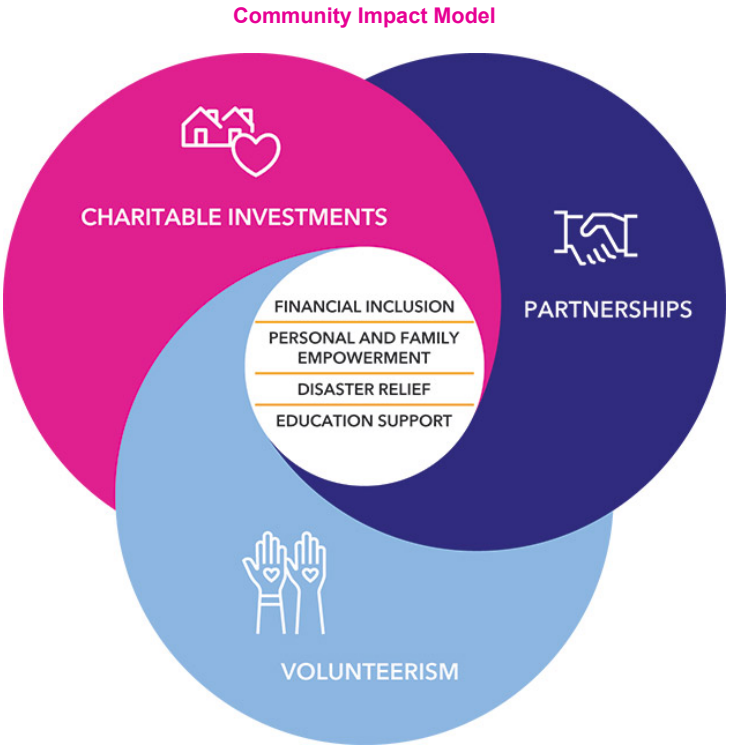 Community Impact Model
CHARITABLE INVESTMENTS
PARTNERSHIPS
FINANCIAL INCLUSION
PERSONAL AND FAMILY
EMPOWERMENT
DISASTER RELIEF
EDUCATION SUPPORT
VOLUNTEERISM